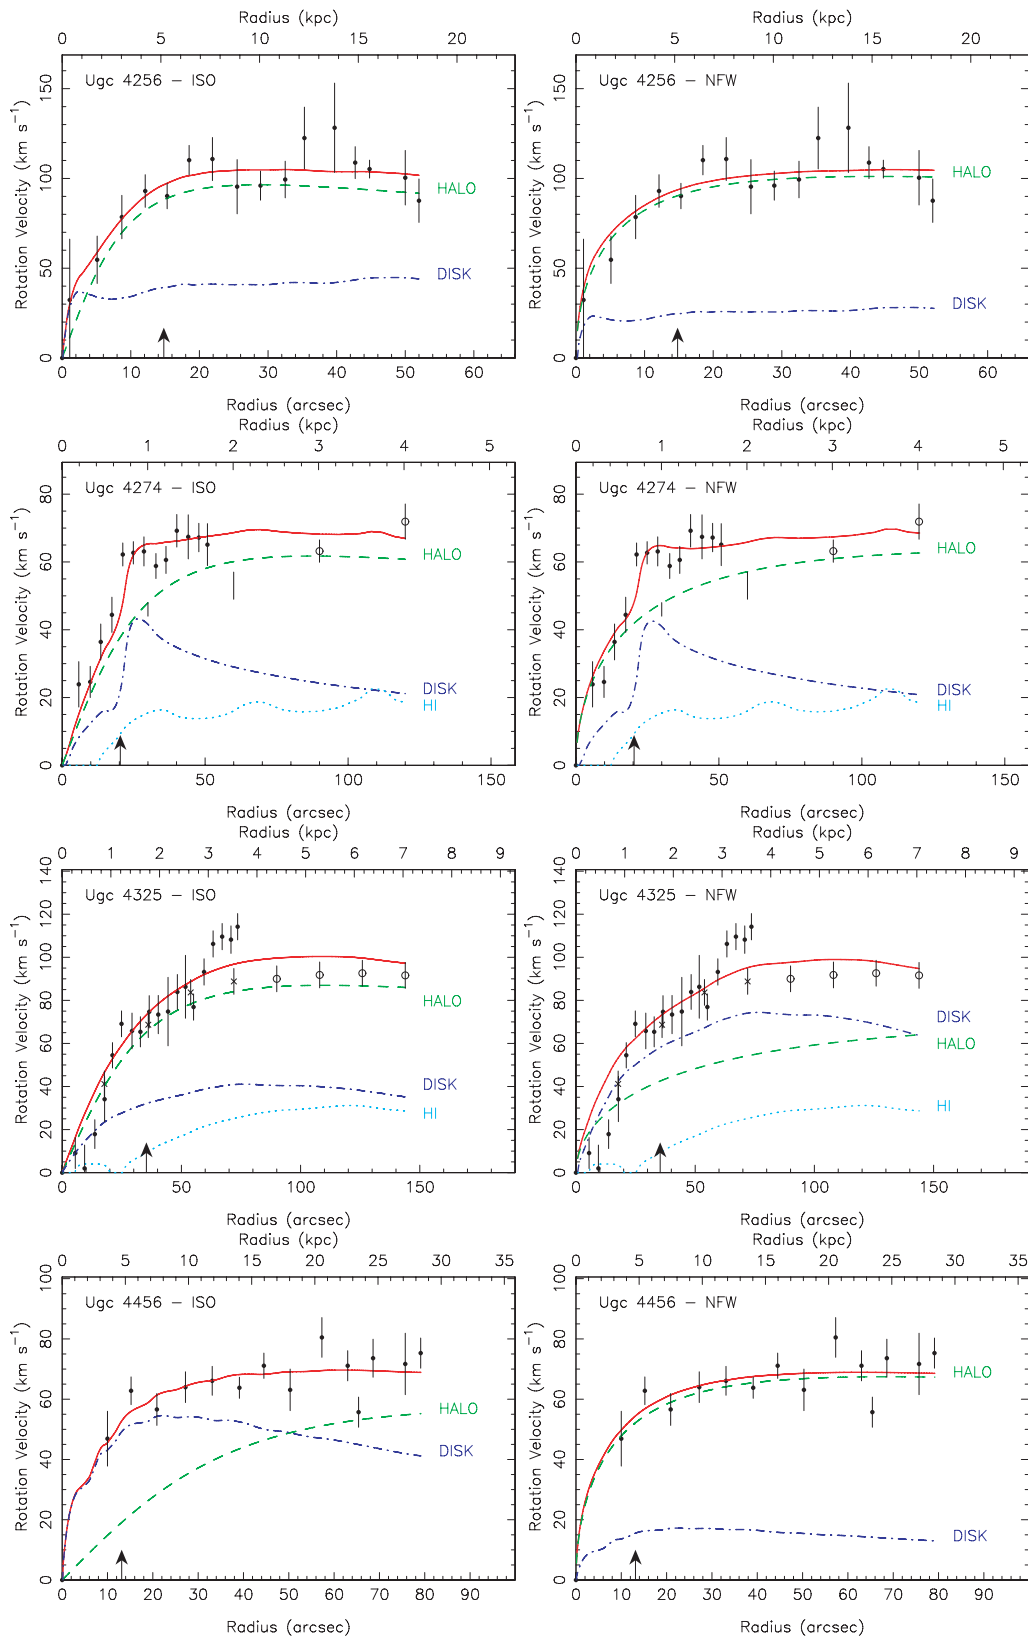 Radius (kpc) Radius (kpc)
0 5 10 15 20 0 5 10 15 20
Ugc 4256 – ISO Ugc 4256 – NFW
Rotation Velocity (km s⁻¹) Rotation Velocity (km s⁻¹)
0 50 100 150 0 50 100 150
HALO HALO
DISK DISK
0 10 20 30 40 50 60 0 10 20 30 40 50 60
Radius (arcsec) Radius (arcsec)
Radius (kpc) Radius (kpc)
0 1 2 3 4 5 0 1 2 3 4 5
Ugc 4274 – ISO Ugc 4274 – NFW
Rotation Velocity (km s⁻¹) Rotation Velocity (km s⁻¹)
0 20 40 60 80 0 20 40 60 80
HALO HALO
DISK DISK
HI HI
0 50 100 150 0 50 100 150
Radius (arcsec) Radius (arcsec)
Radius (kpc) Radius (kpc)
0 1 2 3 4 5 6 7 8 9 0 1 2 3 4 5 6 7 8 9
Ugc 4325 – ISO Ugc 4325 – NFW
Rotation Velocity (km s⁻¹) Rotation Velocity (km s⁻¹)
0 20 40 60 80 100 120 140 0 20 40 60 80 100 120 140
HALO DISK
DISK HALO
HI HI
0 50 100 150 0 50 100 150
Radius (arcsec) Radius (arcsec)
Radius (kpc) Radius (kpc)
0 5 10 15 20 25 30 35 0 5 10 15 20 25 30 35
Ugc 4456 – ISO Ugc 4456 – NFW
Rotation Velocity (km s⁻¹) Rotation Velocity (km s⁻¹)
0 20 40 60 80 100 0 20 40 60 80 100
HALO HALO
DISK DISK
0 10 20 30 40 50 60 70 80 90 0 10 20 30 40 50 60 70 80 90
Radius (arcsec) Radius (arcsec)